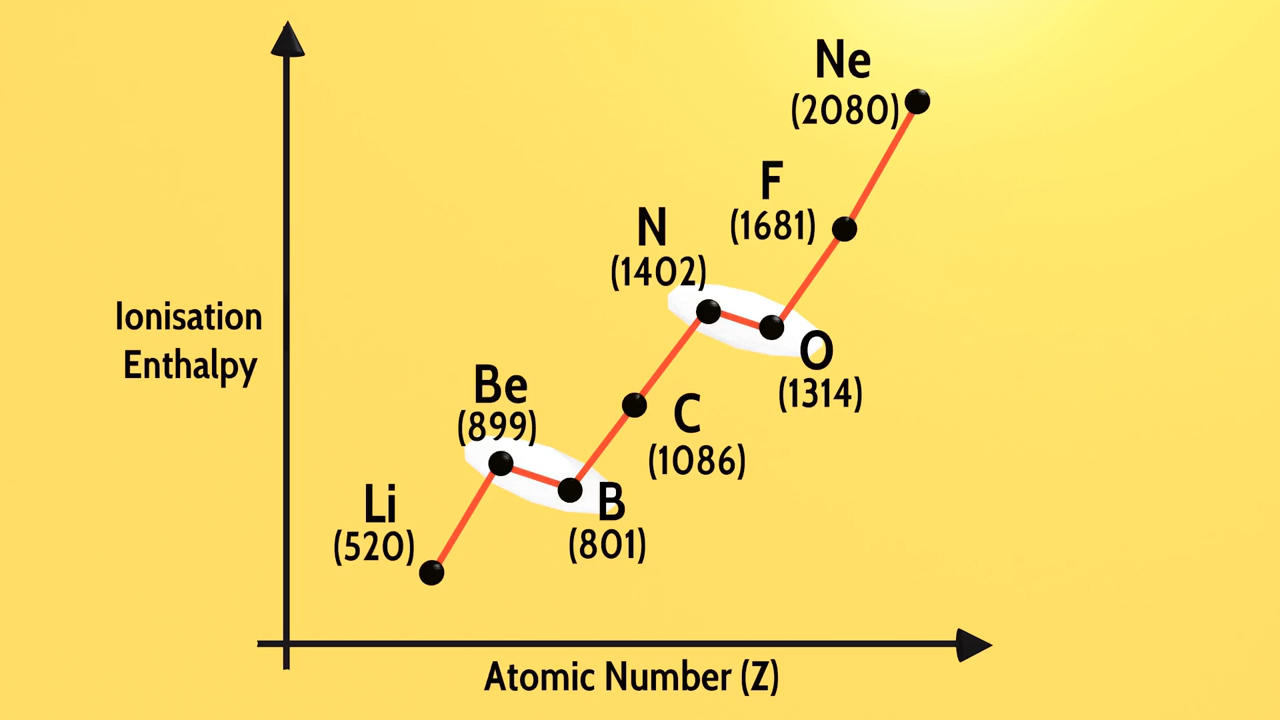 Ne
(2080)
F
(1681)
N
(1402)
O
(1314)
Ionisation
Enthalpy
Be
(899)
C
(1086)
Li
(520)
B
(801)
Atomic Number (Z)